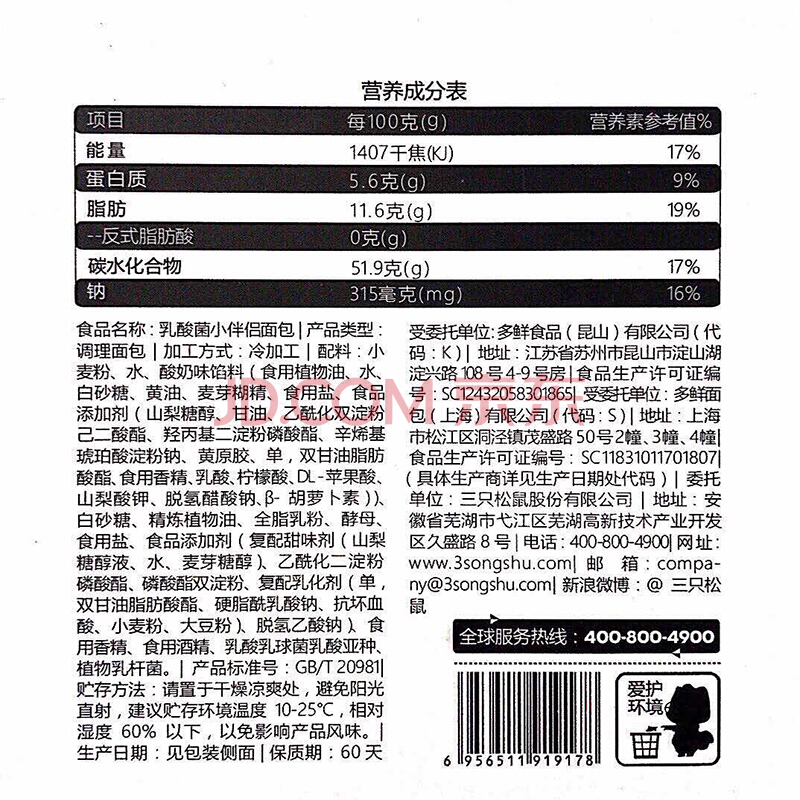 营养成分表
项目 每100克(g) 营养素参考值%
能量 1407千焦(KJ) 17%
蛋白质 5.6克(g) 9%
脂肪 11.6克(g) 19%
--反式脂肪酸 0克(g)
碳水化合物 51.9克(g) 17%
钠 315毫克(mg) 16%
食品名称：乳酸菌小伴侣面包|产品类型：
调理面包|加工方式：冷加工|配料：小
麦粉、水、酸奶味馅料（食用植物油、水、
白砂糖、黄油、麦芽糊精、食用盐、食品
添加剂（山梨糖醇、甘油、乙酰化双淀粉
己二酸酯、羟丙基二淀粉磷酸酯、辛烯基
琥珀酸淀粉钠、黄原胶、单，双甘油脂肪
酸酯、食用香精、乳酸、柠檬酸、DL-苹果酸、
山梨酸钾、脱氢醋酸钠、β- 胡萝卜素))、
白砂糖、精炼植物油、全脂乳粉、酵母、
食用盐、食品添加剂（复配甜味剂（山梨
糖醇液、水、麦芽糖醇）、乙酰化二淀粉
磷酸酯、磷酸酯双淀粉、复配乳化剂（单，
双甘油脂肪酸酯、硬脂酰乳酸钠、抗坏血
酸、小麦粉、大豆粉）、脱氢乙酸钠）、食
用香精、食用酒精、乳酸乳球菌乳酸亚种、
植物乳杆菌。|产品标准号：GB/T 20981|
贮存方法：请置于干燥凉爽处，避免阳光
直射，建议贮存环境温度 10-25℃，相对
湿度 60% 以下，以免影响产品风味。|
生产日期：见包装侧面|保质期：60 天
受委托单位：多鲜食品（昆山）有限公司（代
码：K）| 地址：江苏省苏州市昆山市淀山湖
淀兴路 108 号 4-9 号房|食品生产许可证编
号：SC12432058301865|受委托单位：多鲜面
包（上海）有限公司（代码：S）|地址：上海
市松江区洞泾镇茂盛路 50号2幢、3幢、4幢|
食品生产许可证编号：SC11831011701807|
（具体生产商详见生产日期处代码）| 委托
单位：三只松鼠股份有限公司 | 地址：安
徽省芜湖市弋江区芜湖高新技术产业开发
区久盛路 8 号|电话：400-800-4900|网址：
www.3songshu.com| 邮 箱：compa-
ny@3songshu.com| 新浪微博：@ 三只松
鼠
JD.COM 京东
全球服务热线：400-800-4900
爱护
环境
6 956511 919178